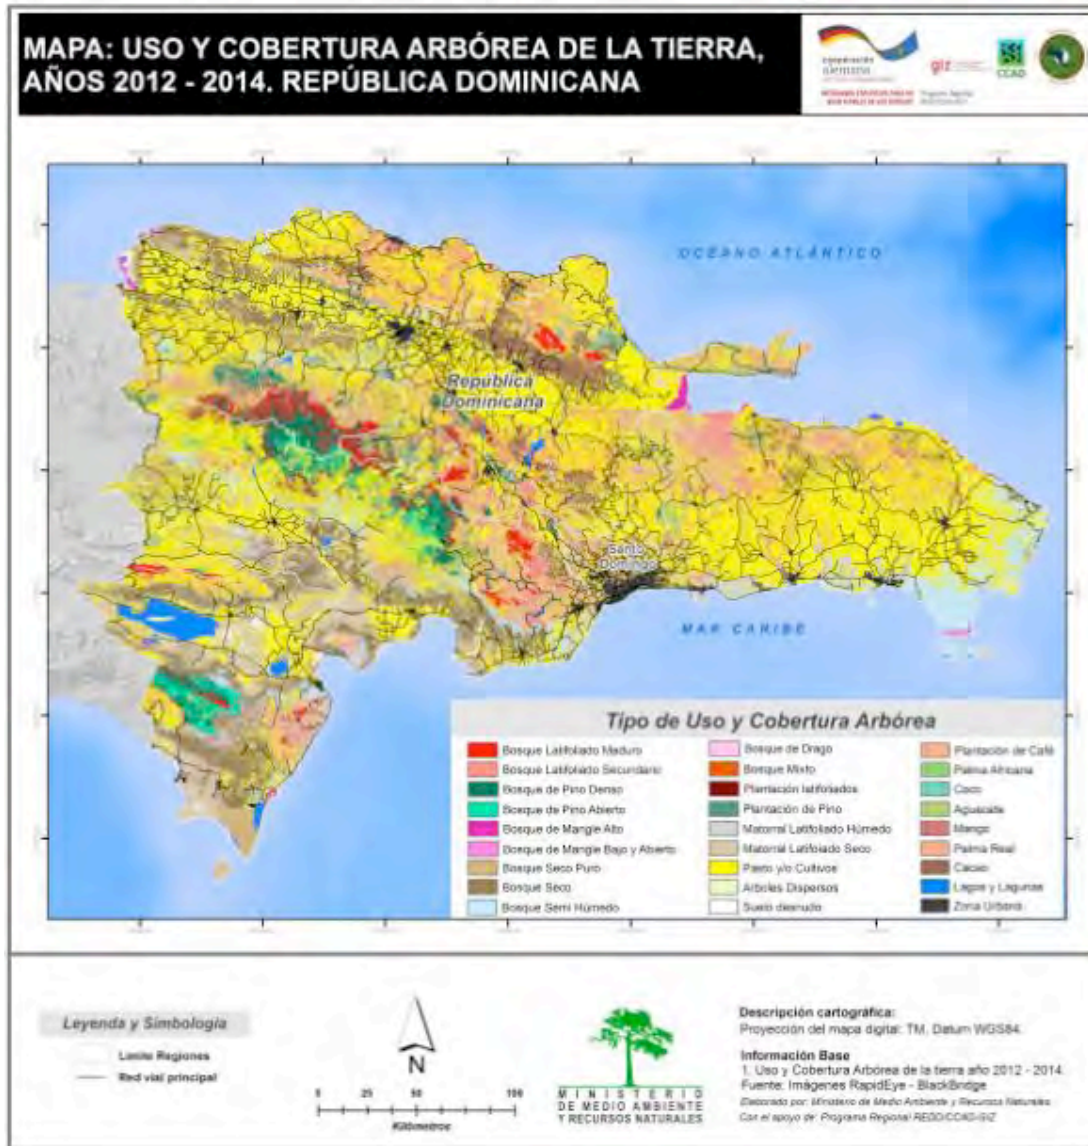 MAPA: USO Y COBERTURA ARBÓREA DE LA TIERRA,
AÑOS 2012 - 2014. REPÚBLICA DOMINICANA
cooperación
alemana
giz
CCAD
OCÉANO ATLÁNTICO
República
Dominicana
Santo
Domingo
MAR CARIBE
Tipo de Uso y Cobertura Arbórea
Bosque Latifoliado Maduro
Bosque Latifoliado Secundario
Bosque de Pino Denso
Bosque de Pino Abierto
Bosque de Mangle Alto
Bosque de Mangle Bajo y Abierto
Bosque Seco Puro
Bosque Seco
Bosque Semi Húmedo
Bosque de Drago
Bosque Mixto
Plantación latifoliados
Plantación de Pino
Matorral Latifoliado Húmedo
Matorral Latifoliado Seco
Pasto y/o Cultivos
Arboles Dispersos
Suelo desnudo
Plantación de Café
Palma Africana
Coco
Aguacate
Mango
Palma Real
Cacao
Lagos y Lagunas
Zona Urbana
Leyenda y Simbología
Limite Regiones
Red vial principal
N
0 25 50 100
Kilómetros
MINISTERIO
DE MEDIO AMBIENTE
Y RECURSOS NATURALES
Descripción cartográfica:
Proyección del mapa digital: TM, Datum WGS84.
Información Base
1. Uso y Cobertura Arbórea de la tierra año 2012 - 2014.
Fuente: Imágenes RapidEye - BlackBridge
Elaborado por: Ministerio de Medio Ambiente y Recursos Naturales
Con el apoyo de: Programa Regional REDD/CCAD-GIZ